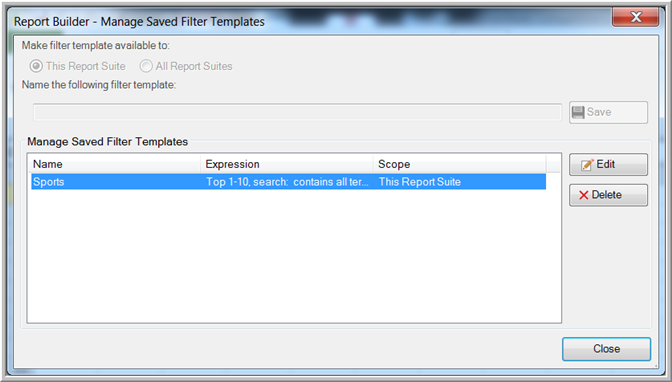 Report Builder - Manage Saved Filter Templates
Make filter template available to:
This Report Suite All Report Suites
Name the following filter template:
Save
Manage Saved Filter Templates
Name Expression Scope
Sports Top 1-10, search: contains all ter... This Report Suite
Edit
Delete
Close